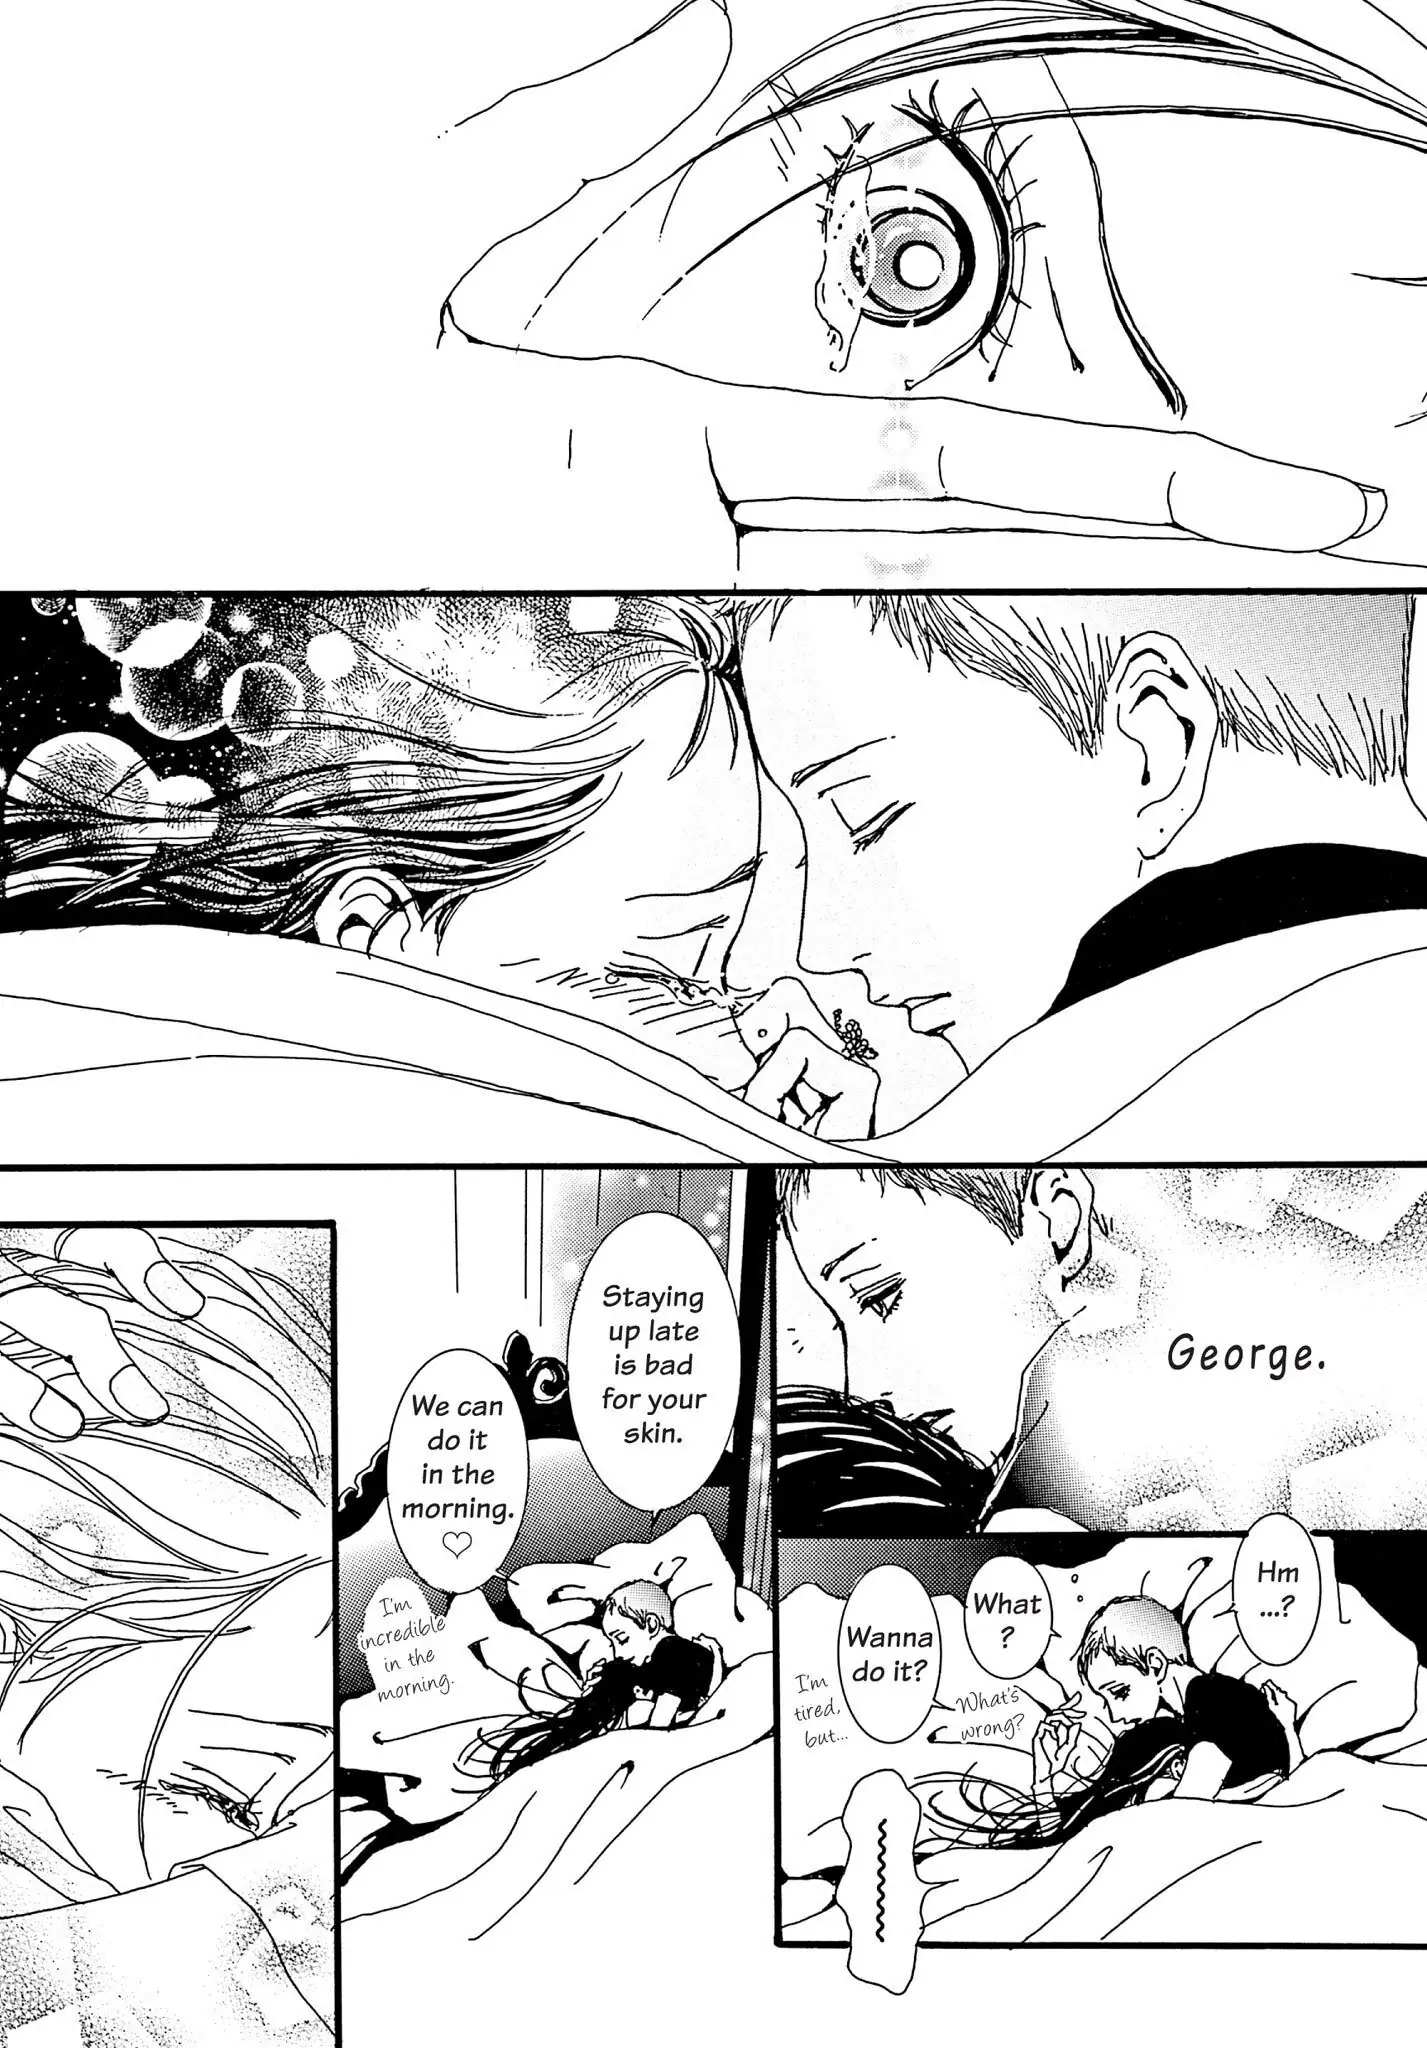 George.
Hm
...?
What
?
What's
wrong?
Wanna
do it?
I'm
tired,
but...
Staying
up late
is bad
for your
skin.
We can
do it
in the
morning.
♡
I'm
incredible
in the
morning.